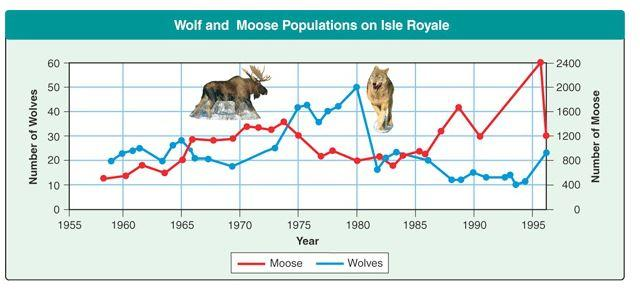 Wolf and Moose Populations on Isle Royale
Number of Wolves
60
50
40
30
20
10
0
2400
2000
1600
1200
800
400
0
Number of Moose
1955 1960 1965 1970 1975 1980 1985 1990 1995
Year
Moose Wolves